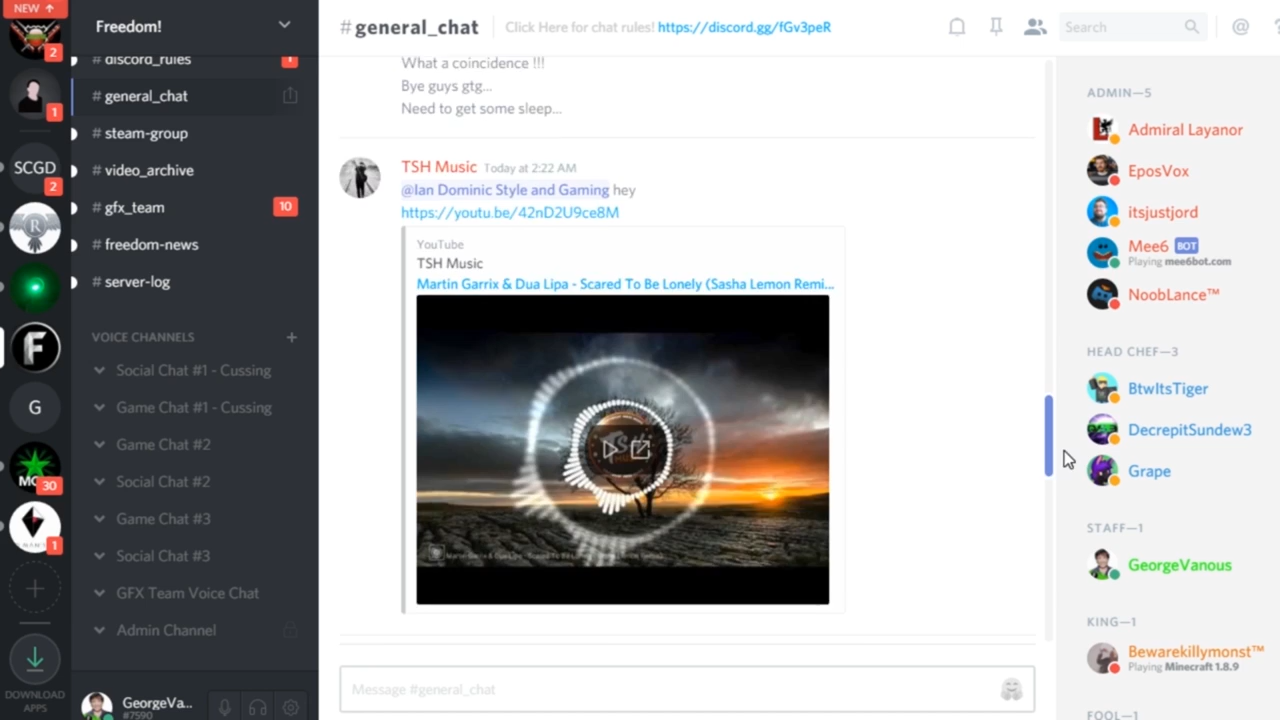 NEW ↑
2
1
SCGD
2
R
F
G
30
1
DOWNLOAD
APPS
Freedom!
# discord_rules
1
# general_chat
# steam-group
# video_archive
# gfx_team
10
# freedom-news
# server-log
VOICE CHANNELS +
Social Chat #1 - Cussing
Game Chat #1 - Cussing
Game Chat #2
Social Chat #2
Game Chat #3
Social Chat #3
GFX Team Voice Chat
Admin Channel
GeorgeVa...
#7590
#general_chat
Click Here for chat rules! https://discord.gg/fGv3peR
Search
@
What a coincidence !!!
Bye guys gtg...
Need to get some sleep...
TSH Music Today at 2:22 AM
@Ian Dominic Style and Gaming hey
https://youtu.be/42nD2U9ce8M
YouTube
TSH Music
Martin Garrix & Dua Lipa - Scared To Be Lonely (Sasha Lemon Remi...
Message #general_chat
ADMIN—5
Admiral Layanor
EposVox
itsjustjord
Mee6 BOT
Playing mee6bot.com
NoobLance™
HEAD CHEF—3
BtwItsTiger
DecrepitSundew3
Grape
STAFF—1
GeorgeVanous
KING—1
Bewarekillymonst™
Playing Minecraft 1.8.9
FOOL—1